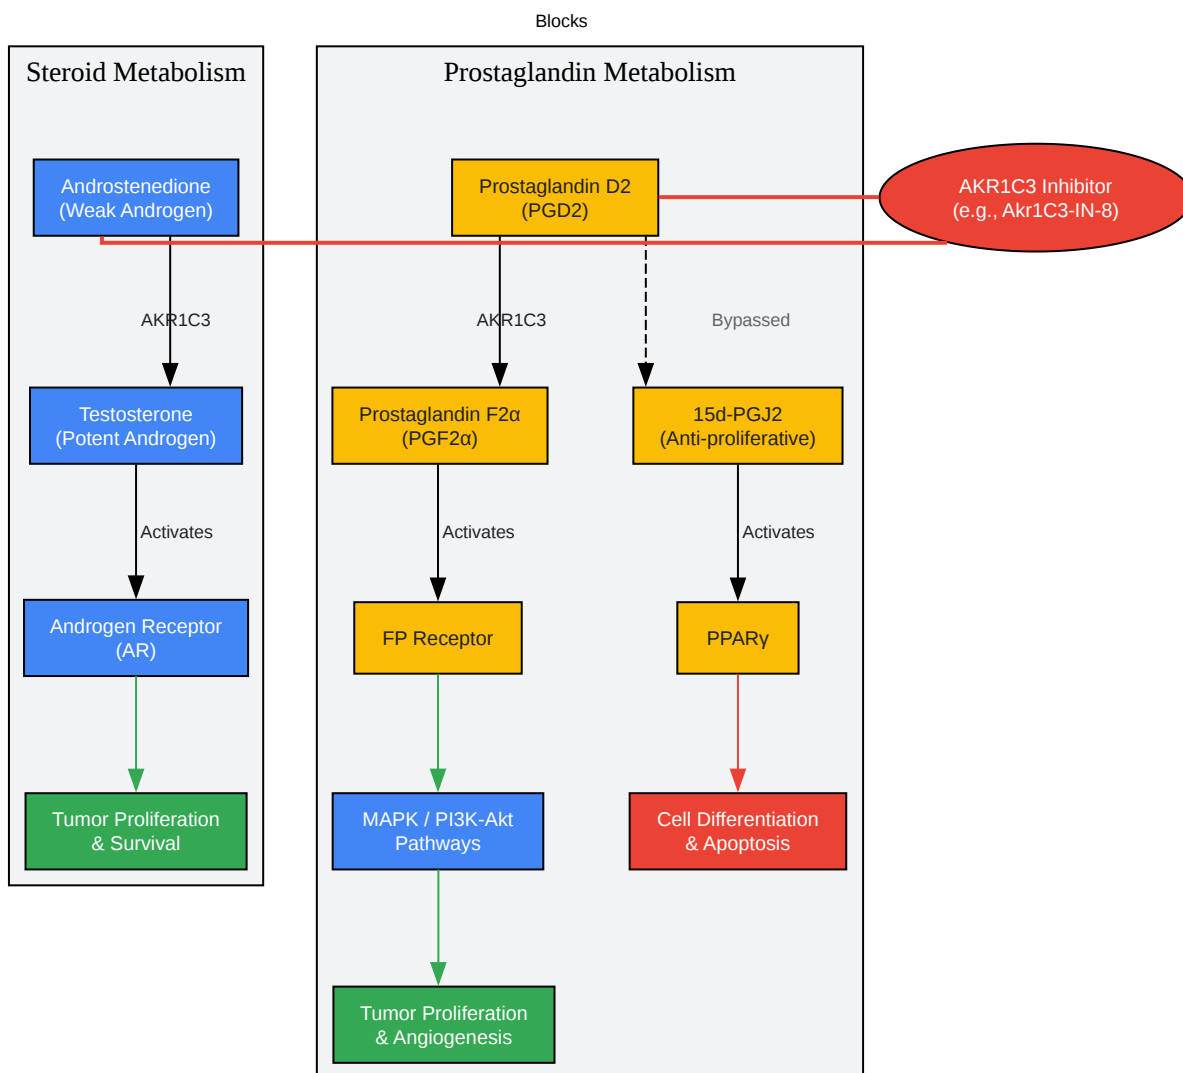 Blocks
Steroid Metabolism
Prostaglandin Metabolism
Androstenedione
(Weak Androgen)
Prostaglandin D2
(PGD2)
AKR1C3 Inhibitor
(e.g., Akr1C3-IN-8)
AKR1C3
AKR1C3
Bypassed
Testosterone
(Potent Androgen)
Prostaglandin F2α
(PGF2α)
15d-PGJ2
(Anti-proliferative)
Activates
Activates
Activates
Androgen Receptor
(AR)
FP Receptor
PPARγ
Tumor Proliferation
& Survival
MAPK / PI3K-Akt
Pathways
Cell Differentiation
& Apoptosis
Tumor Proliferation
& Angiogenesis